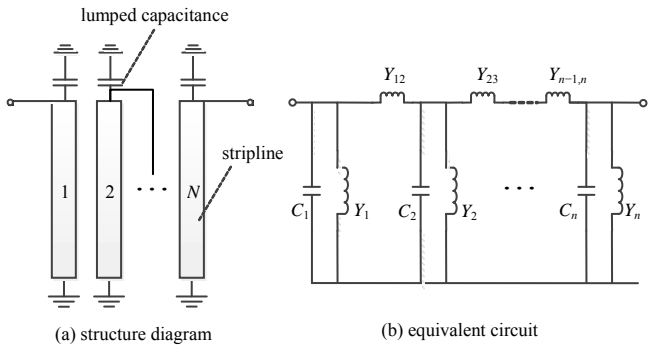 lumped capacitance
1
2
...
N
stripline
(a) structure diagram
Y12
Y23
Yn−1,n
C1
Y1
C2
Y2
...
Cn
Yn
(b) equivalent circuit